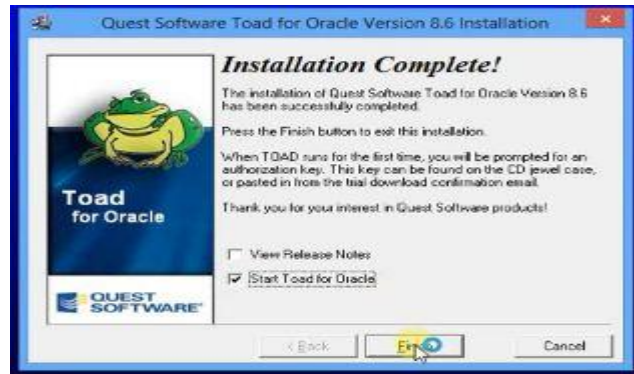 Quest Software Toad for Oracle Version 8.6 Installation
Installation Complete!
The installation of Quest Software Toad for Oracle Version 8.6
has been successfully completed.
Press the Finish button to exit this installation.
When TOAD runs for the first time, you will be prompted for an
authorization key. This key can be found on the CD jewel case,
or pasted in from the trial download confirmation email.
Thank you for your interest in Quest Software products!
Toad
for Oracle
View Release Notes
Start Toad for Oracle
QUEST
SOFTWARE
< Back
Cancel